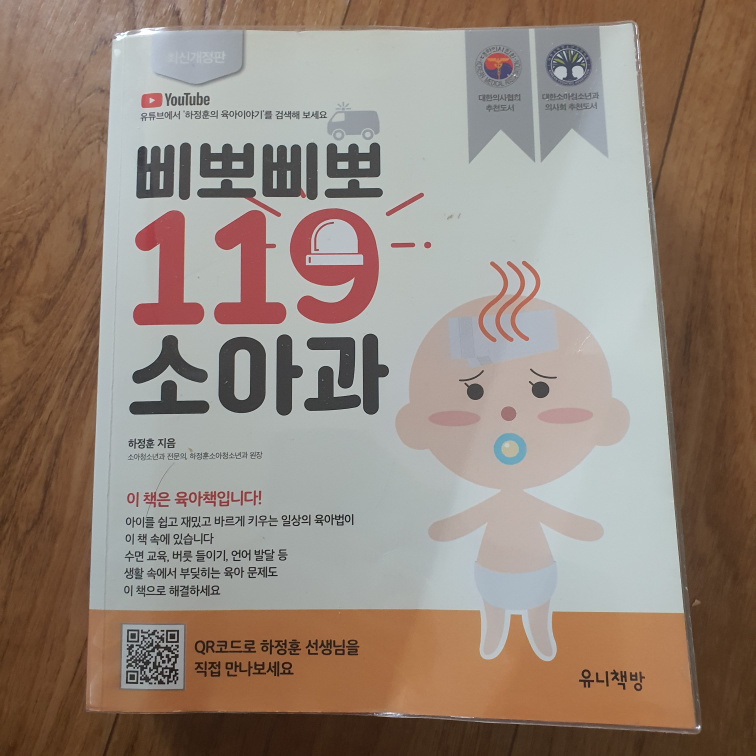 최신개정판
YouTube
유튜브에서 '하정훈의 육아이야기'를 검색해 보세요
대한의사협회
추천도서
대한소아청소년과
의사회 추천도서
삐뽀삐뽀
119
소아과
하정훈 지음
소아청소년과 전문의, 하정훈소아청소년과 원장
이 책은 육아책입니다!
아이를 쉽고 재밌고 바르게 키우는 일상의 육아법이
이 책 속에 있습니다
수면 교육, 버릇 들이기, 언어 발달 등
생활 속에서 부딪히는 육아 문제도
이 책으로 해결하세요
QR코드로 하정훈 선생님을
직접 만나보세요
유니책방